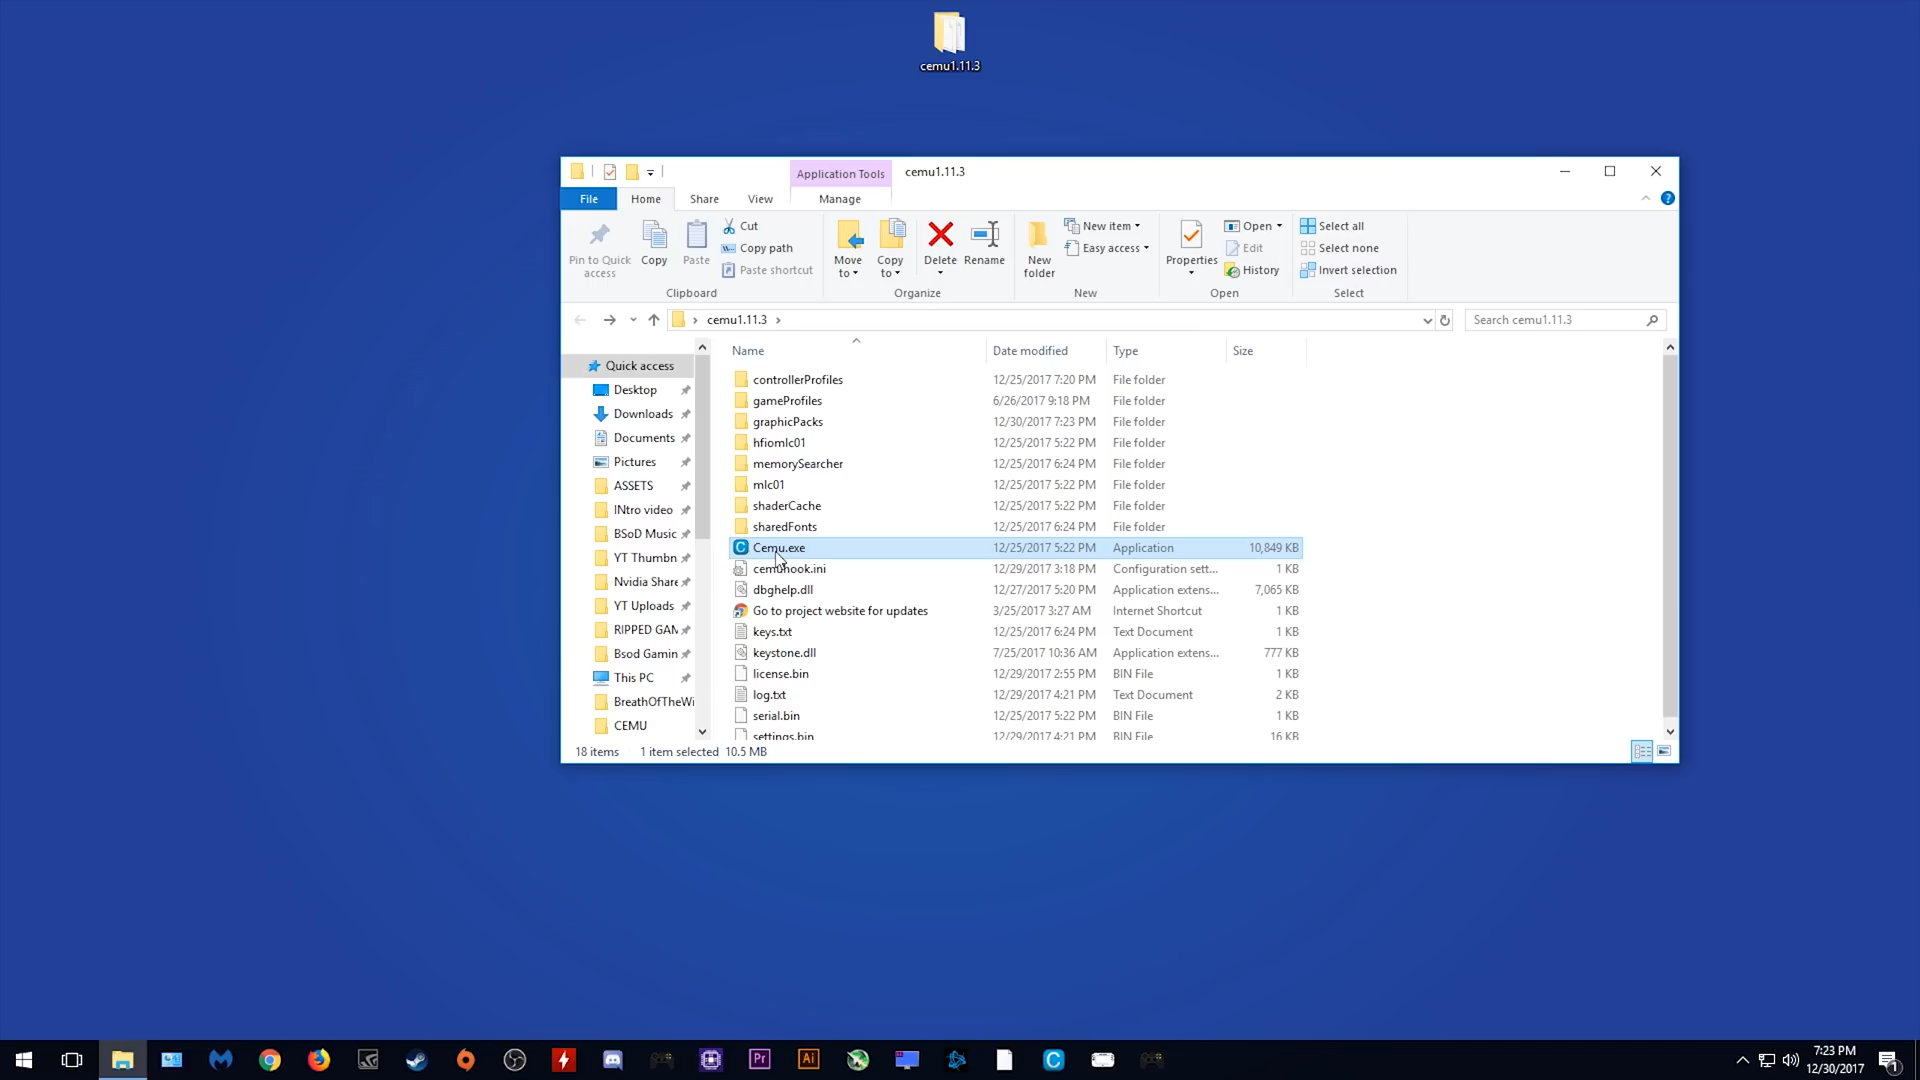 cemu1.11.3
Application Tools
cemu1.11.3
File
Home
Share
View
Manage
Pin to Quick access
Copy
Paste
Cut
Copy path
Paste shortcut
Clipboard
Move to
Copy to
Delete
Rename
Organize
New folder
New item
Easy access
New
Properties
Open
Edit
History
Open
Select all
Select none
Invert selection
Select
cemu1.11.3
Search cemu1.11.3
Quick access
Desktop
Downloads
Documents
Pictures
ASSETS
INtro video
BSoD Music
YT Thumbn
Nvidia Share
YT Uploads
RIPPED GAM
Bsod Gamin
This PC
BreathOfTheWi
CEMU
Name Date modified Type Size
controllerProfiles 12/25/2017 7:20 PM File folder
gameProfiles 6/26/2017 9:18 PM File folder
graphicPacks 12/30/2017 7:23 PM File folder
hfiomlc01 12/25/2017 5:22 PM File folder
memorySearcher 12/25/2017 6:24 PM File folder
mlc01 12/25/2017 5:22 PM File folder
shaderCache 12/25/2017 5:22 PM File folder
sharedFonts 12/25/2017 6:24 PM File folder
Cemu.exe 12/25/2017 5:22 PM Application 10,849 KB
cemuhook.ini 12/29/2017 3:18 PM Configuration sett... 1 KB
dbghelp.dll 12/27/2017 5:20 PM Application extens... 7,065 KB
Go to project website for updates 3/25/2017 3:27 AM Internet Shortcut 1 KB
keys.txt 12/25/2017 6:24 PM Text Document 1 KB
keystone.dll 7/25/2017 10:36 AM Application extens... 777 KB
license.bin 12/29/2017 2:55 PM BIN File 1 KB
log.txt 12/29/2017 4:21 PM Text Document 2 KB
serial.bin 12/25/2017 5:22 PM BIN File 1 KB
settings.bin 12/29/2017 4:21 PM BIN File 16 KB
18 items 1 item selected 10.5 MB
Pr
Ai
C
7:23 PM
12/30/2017
1